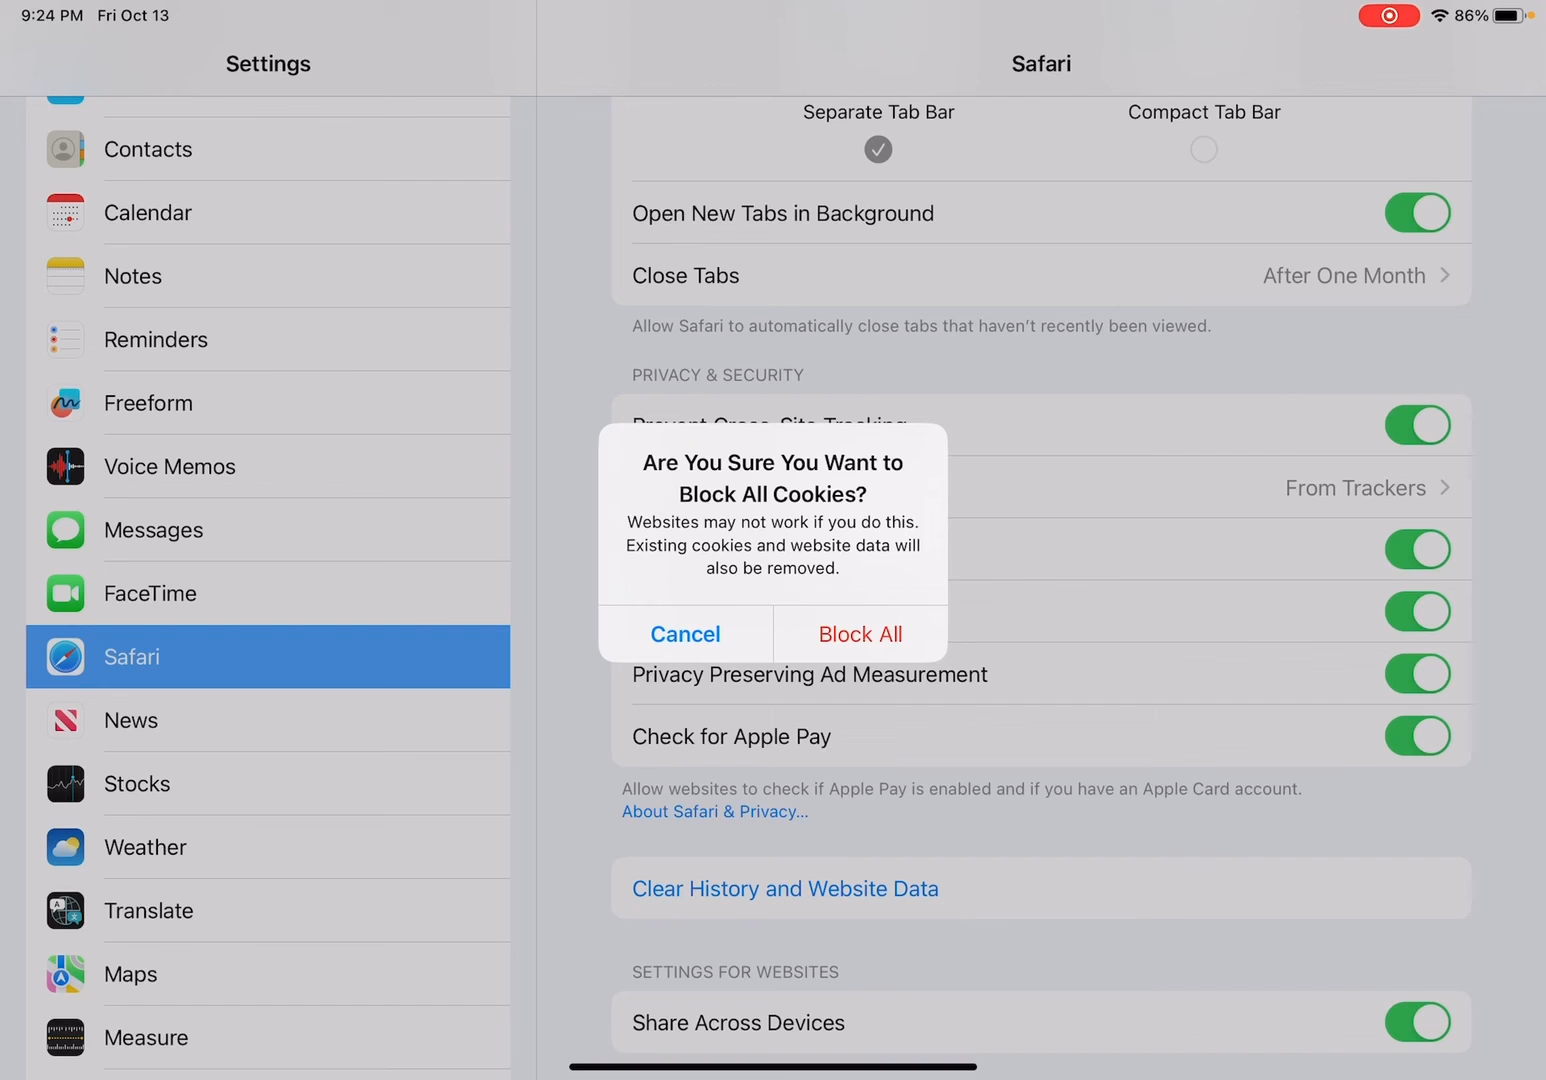 9:24 PM Fri Oct 13
86%
Settings
Safari
Contacts
Calendar
Notes
Reminders
Freeform
Voice Memos
Messages
FaceTime
Safari
News
Stocks
Weather
Translate
Maps
Measure
Separate Tab Bar
Compact Tab Bar
Open New Tabs in Background
Close Tabs
After One Month
Allow Safari to automatically close tabs that haven't recently been viewed.
PRIVACY & SECURITY
Prevent Cross-Site Tracking
From Trackers
Are You Sure You Want to
Block All Cookies?
Websites may not work if you do this.
Existing cookies and website data will
also be removed.
Cancel
Block All
Privacy Preserving Ad Measurement
Check for Apple Pay
Allow websites to check if Apple Pay is enabled and if you have an Apple Card account.
About Safari & Privacy...
Clear History and Website Data
SETTINGS FOR WEBSITES
Share Across Devices